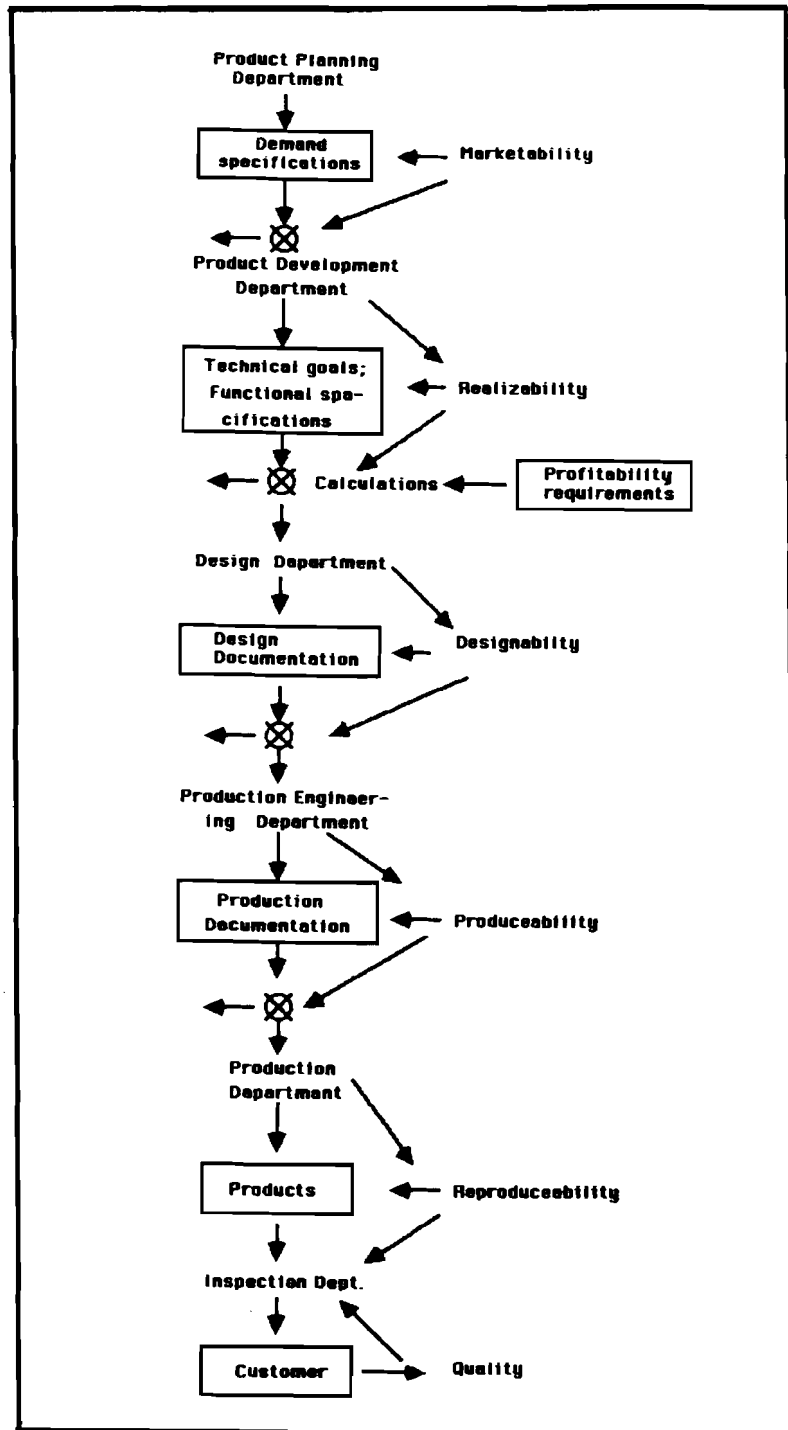 Product Planning
Department
Demand
specifications
Marketability
Product Development
Department
Technical goals;
Functional spe-
cifications
Realizability
Calculations
Profitability
requirements
Design Department
Design
Documentation
Designability
Production Engineer-
ing Department
Production
Documentation
Produceability
Production
Department
Products
Reproduceability
Inspection Dept.
Customer
Quality